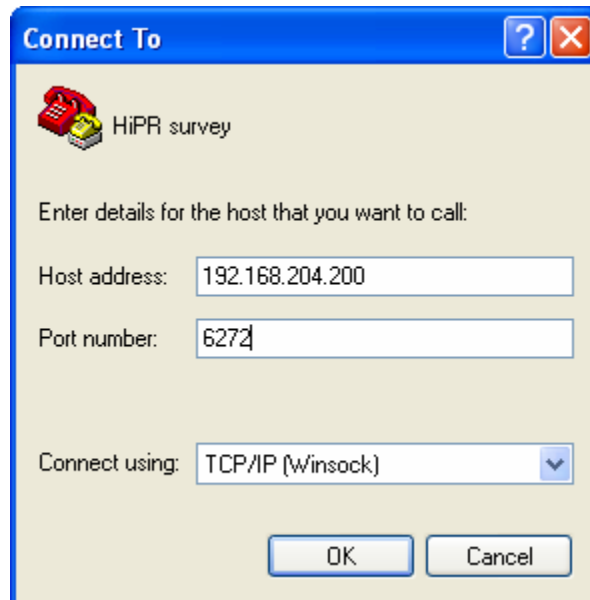 Connect To
HiPR survey
Enter details for the host that you want to call:
Host address: 192.168.204.200
Port number: 6272
Connect using: TCP/IP (Winsock)
OK Cancel